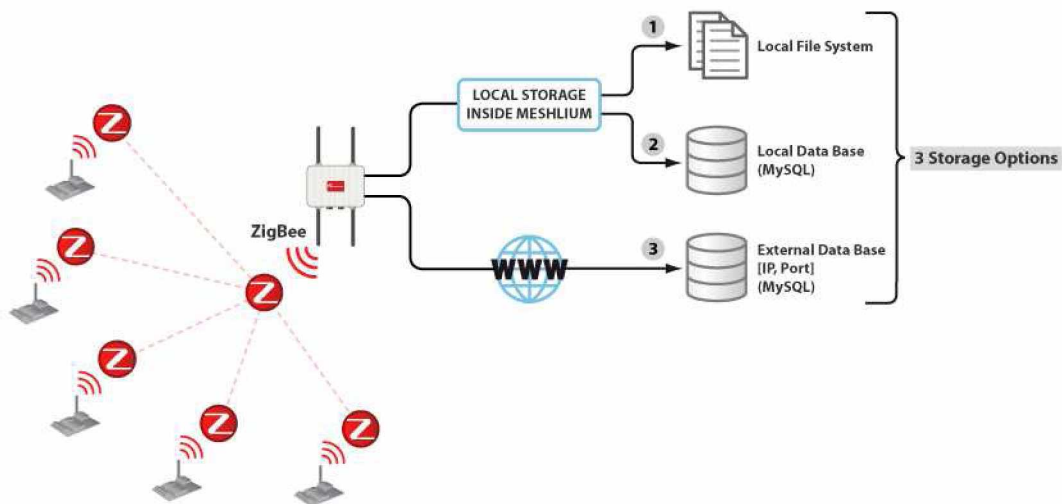 1
Local File System
LOCAL STORAGE
INSIDE MESHLIUM
2
Local Data Base
(MySQL)
3 Storage Options
ZigBee
WWW
3
External Data Base
[IP, Port]
(MySQL)
Z
Z
Z
Z
Z
Z